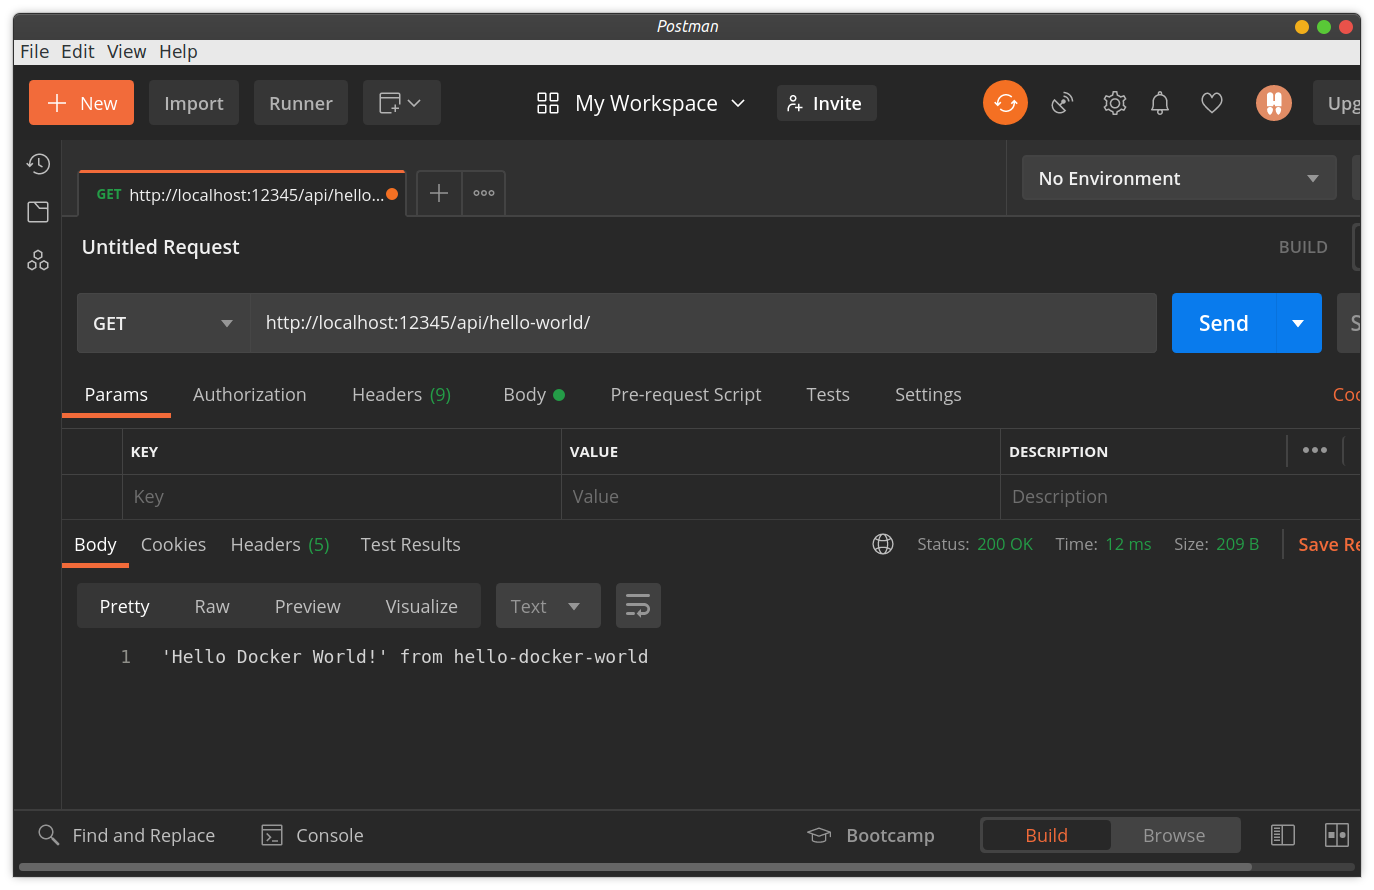 Postman
File Edit View Help
New Import Runner My Workspace Invite Upg
GET http://localhost:12345/api/hello... No Environment
Untitled Request BUILD
GET http://localhost:12345/api/hello-world/ Send S
Params Authorization Headers (9) Body Pre-request Script Tests Settings Coo
KEY VALUE DESCRIPTION
Key Value Description
Body Cookies Headers (5) Test Results Status: 200 OK Time: 12 ms Size: 209 B Save Re
Pretty Raw Preview Visualize Text
1 'Hello Docker World!' from hello-docker-world
Find and Replace Console Bootcamp Build Browse